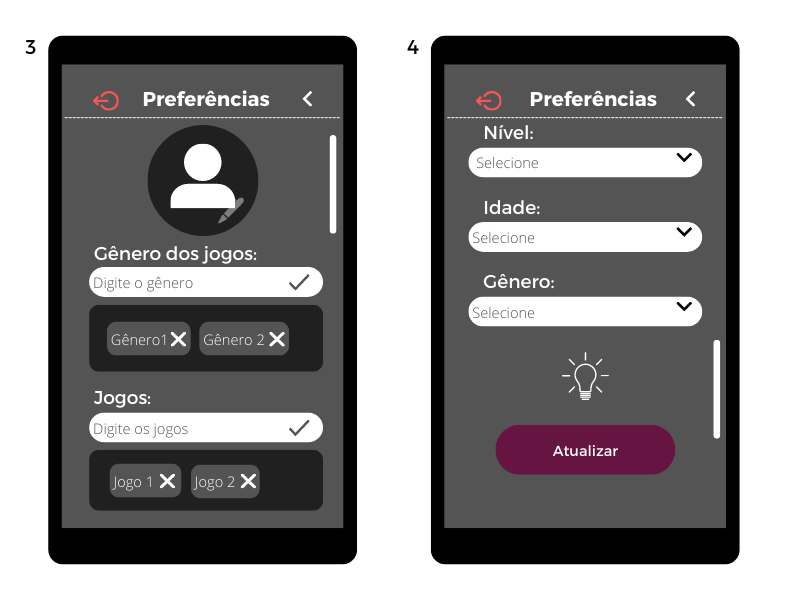 3
Preferências
Gênero dos jogos:
Digite o gênero
Gênero1
Gênero 2
Jogos:
Digite os jogos
Jogo 1
Jogo 2
4
Preferências
Nível:
Selecione
Idade:
Selecione
Gênero:
Selecione
Atualizar